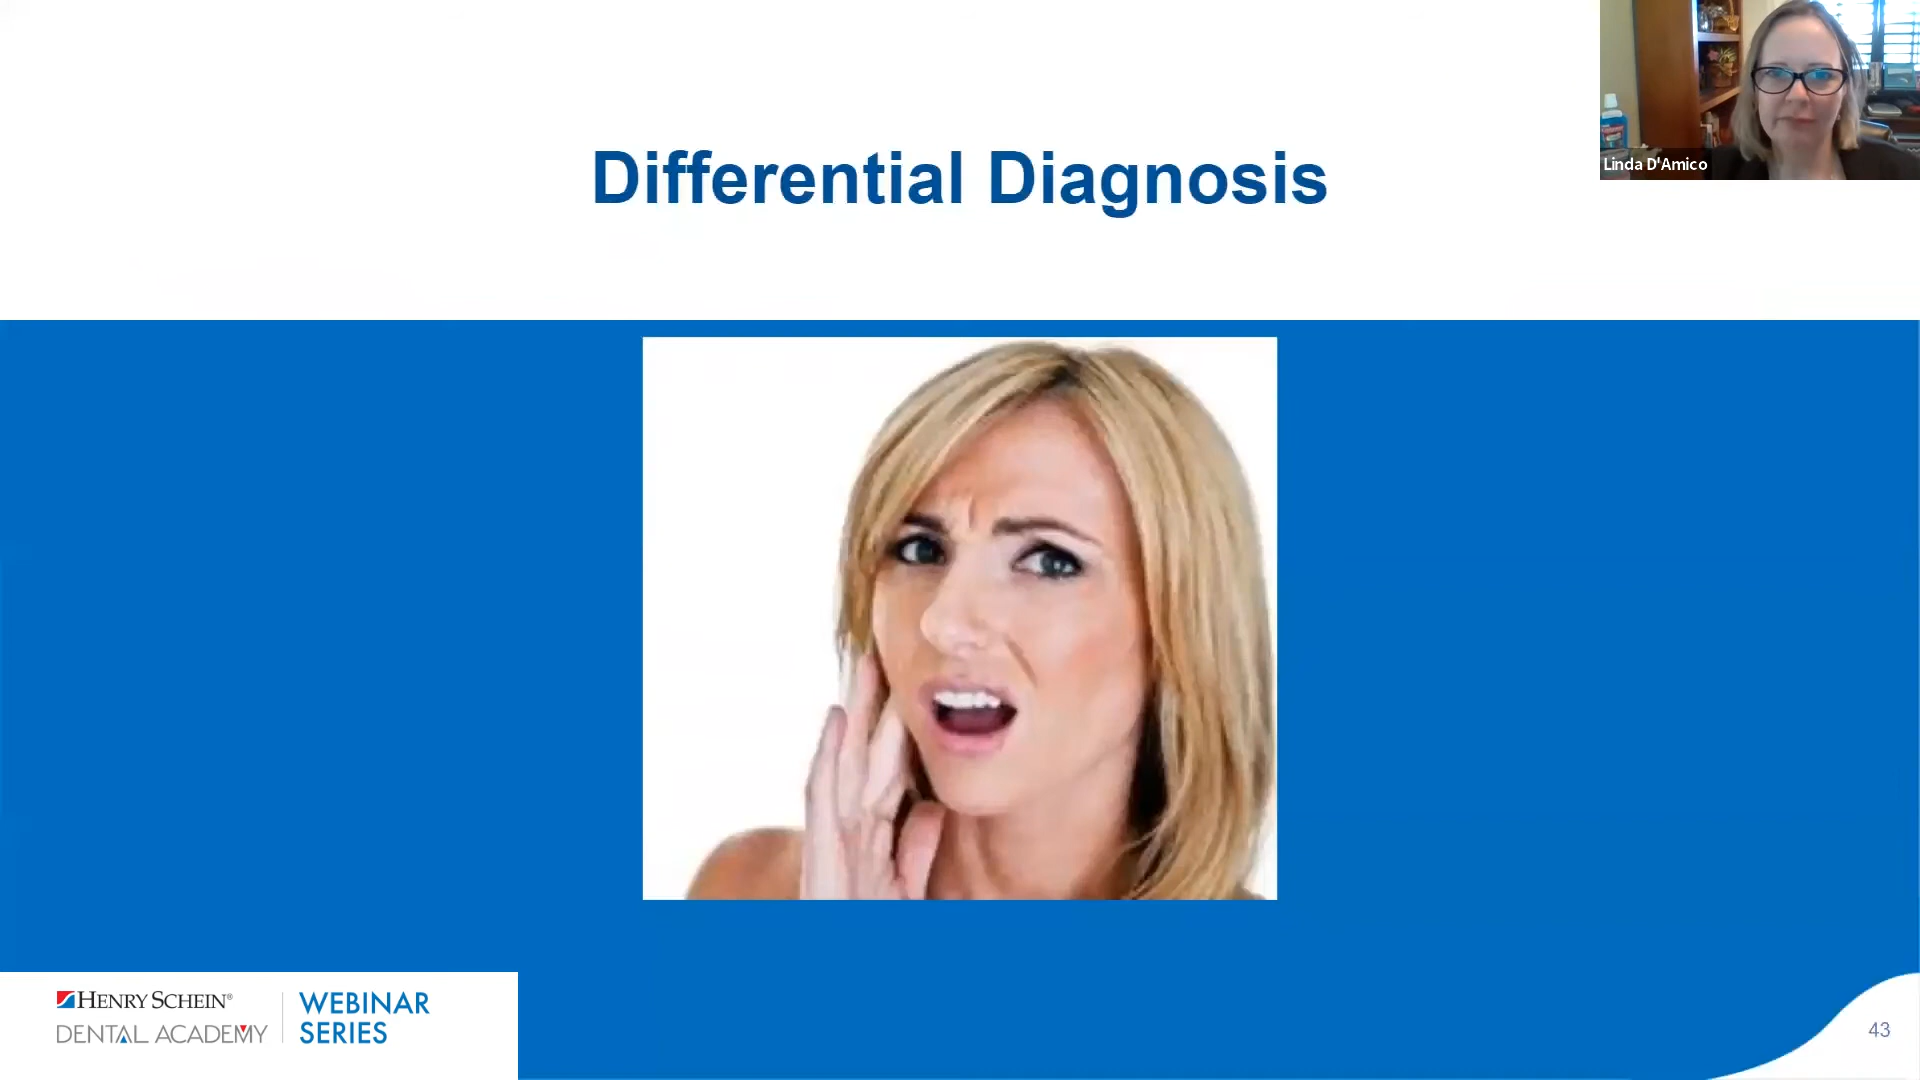 Differential Diagnosis
Linda D'Amico
HENRY SCHEIN®
DENTAL ACADEMY
WEBINAR
SERIES
43